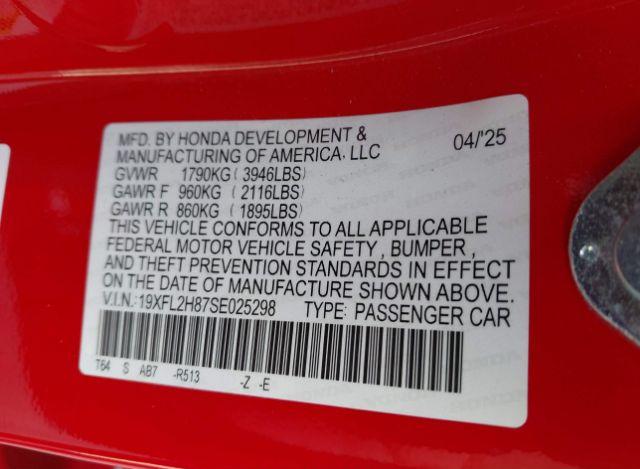 MFD. BY HONDA DEVELOPMENT & 04/'25
MANUFACTURING OF AMERICA, LLC
GVWR 1790KG (3946LBS)
GAWR F 960KG (2116LBS)
GAWR R 860KG (1895LBS)
THIS VEHICLE CONFORMS TO ALL APPLICABLE
FEDERAL MOTOR VEHICLE SAFETY, BUMPER,
AND THEFT PREVENTION STANDARDS IN EFFECT
ON THE DATE OF MANUFACTURE SHOWN ABOVE.
V.I.N.:19XFL2H87SE025298 TYPE: PASSENGER CAR
T64 S AB7 -R513 -Z -E